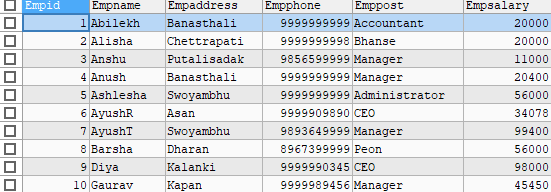 Empid Empname Empaddress Empphone Emppost Empsalary
1 Abilekh Banasthali 9999999999 Accountant 20000
2 Alisha Chettrapati 9999999998 Bhanse 20000
3 Anshu Putalisadak 9856599999 Manager 11000
4 Anush Banasthali 9999999999 Manager 20400
5 Ashlesha Swoyambhu 9999999999 Administrator 56000
6 AyushR Asan 9999909890 CEO 34078
7 AyushT Swoyambhu 9893649999 Manager 99400
8 Barsha Dharan 8967399999 Peon 56000
9 Diya Kalanki 9999990345 CEO 98000
10 Gaurav Kapan 9999989456 Manager 45450